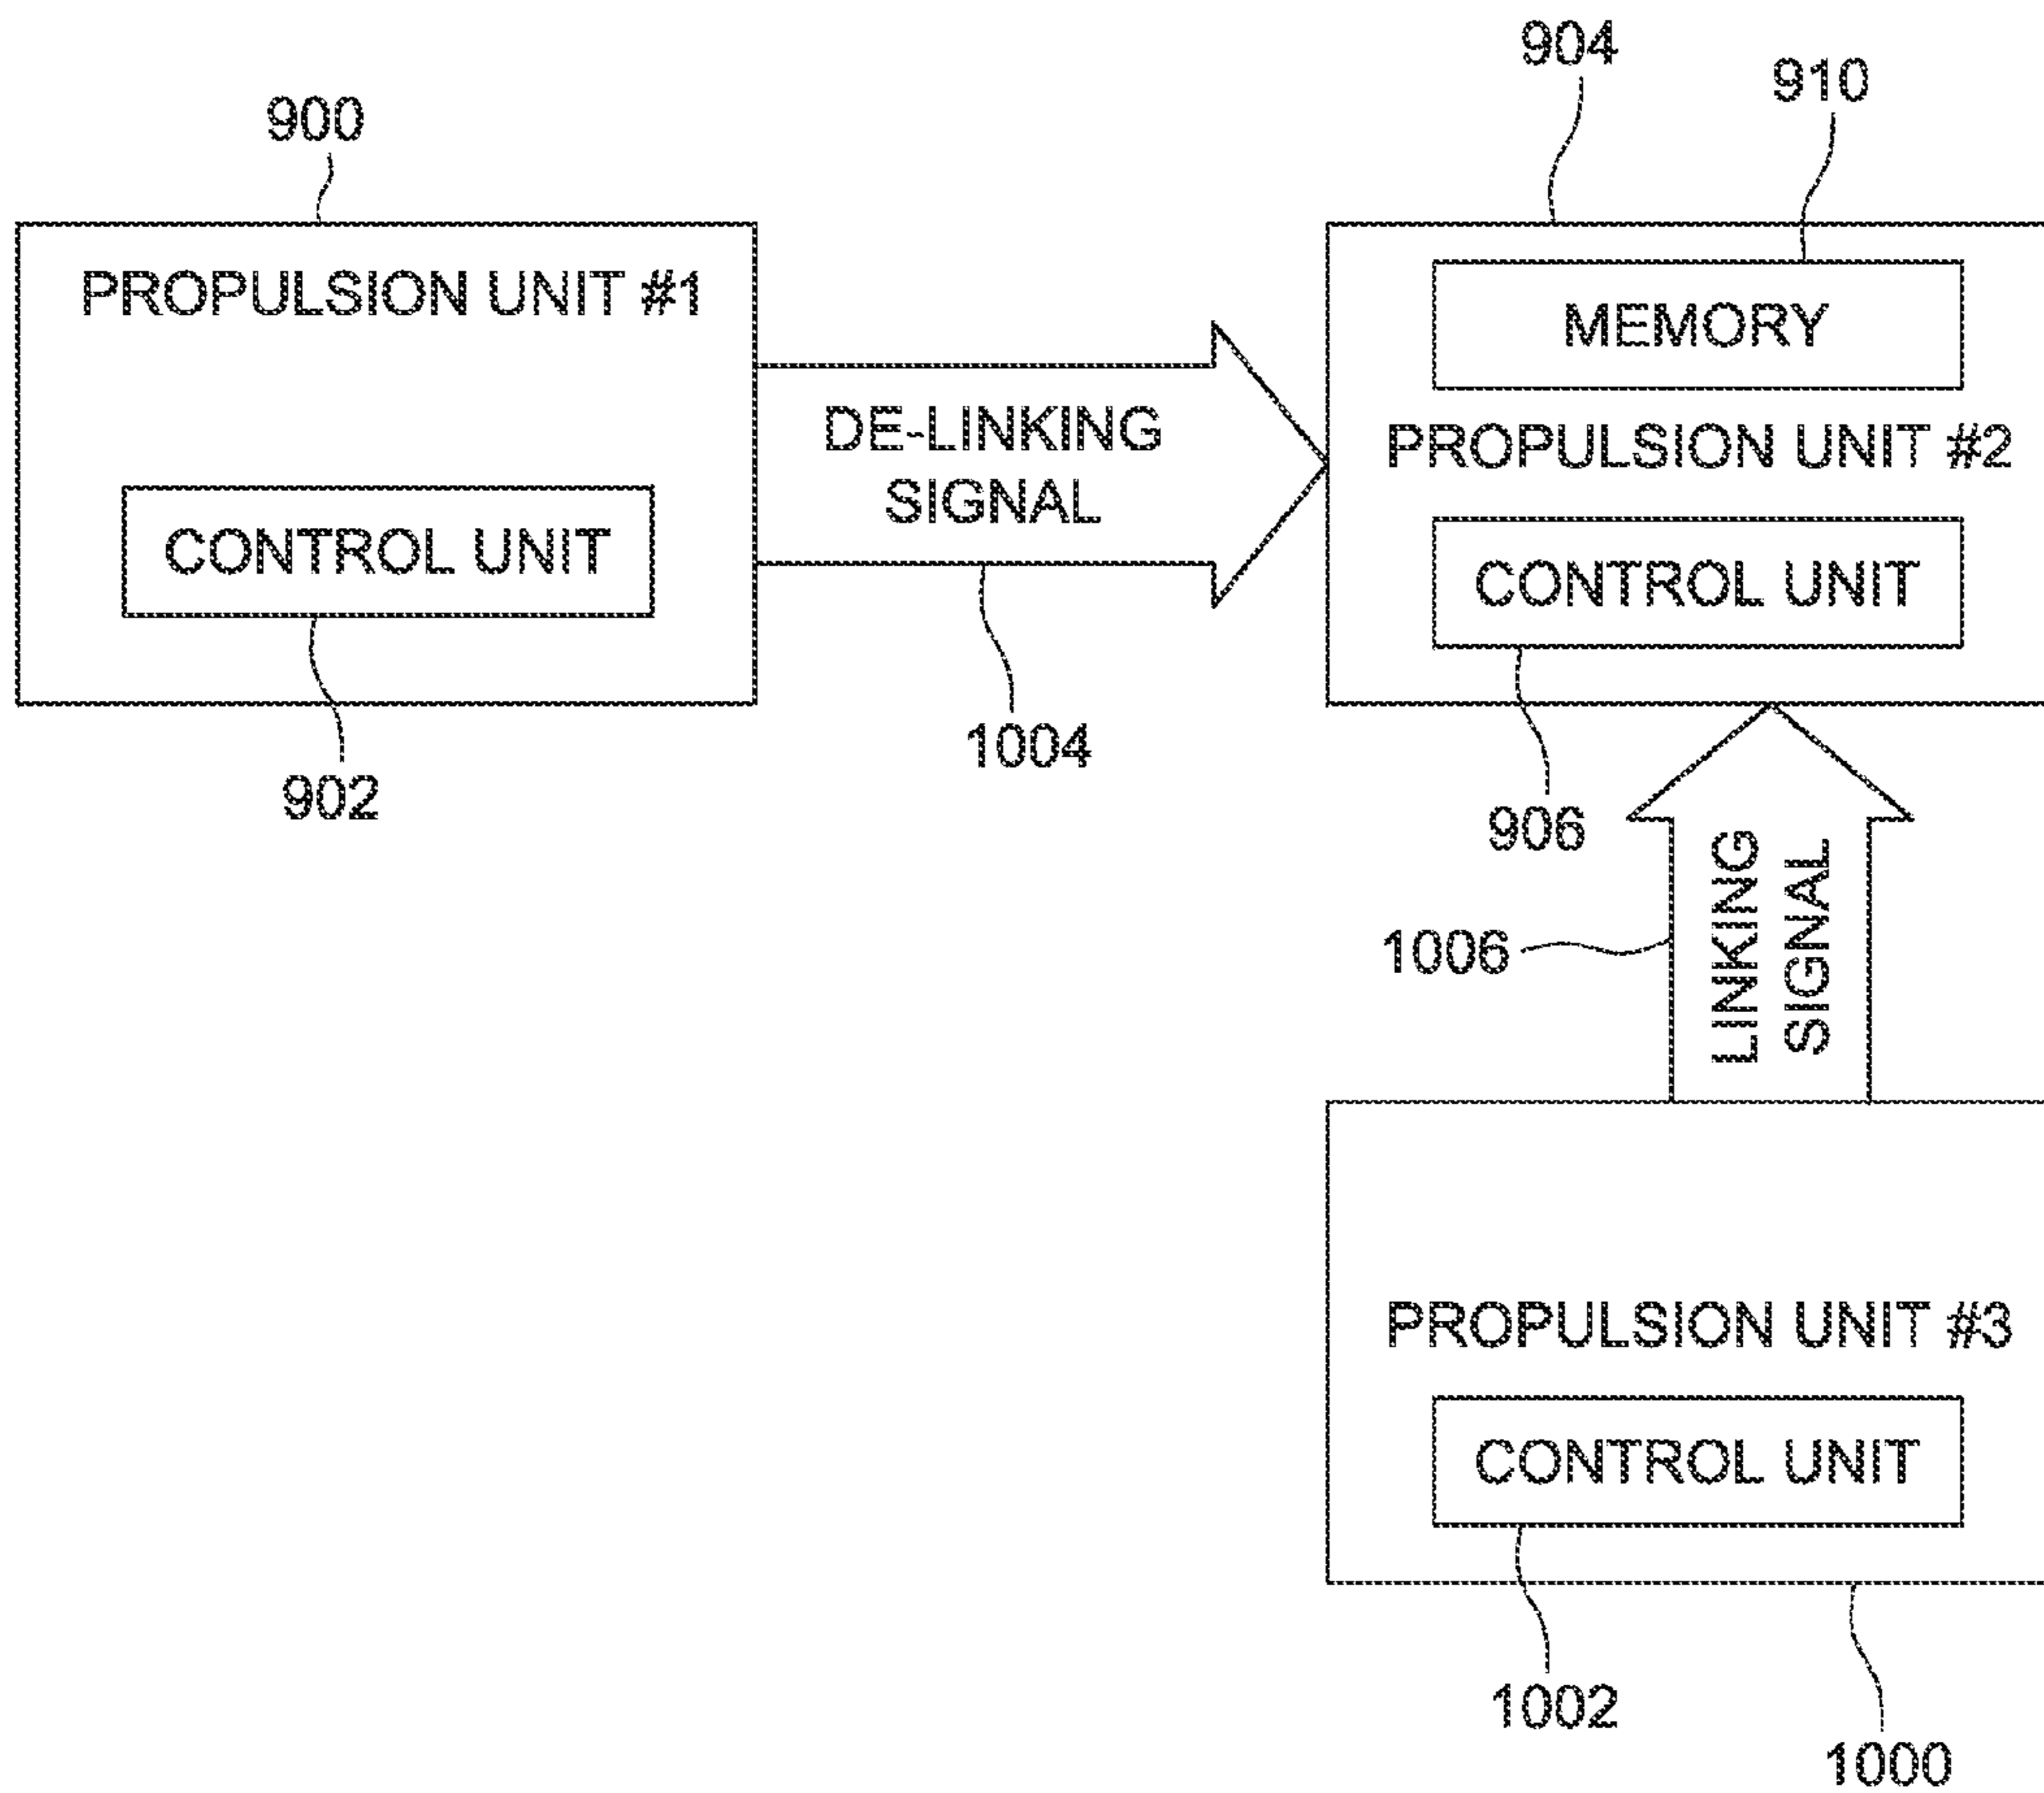 904
910
900
PROPULSION UNIT #1
MEMORY
DE-LINKING
SIGNAL
PROPULSION UNIT #2
CONTROL UNIT
CONTROL UNIT
1004
902
906
LINKING
SIGNAL
1006
PROPULSION UNIT #3
CONTROL UNIT
1002
1000